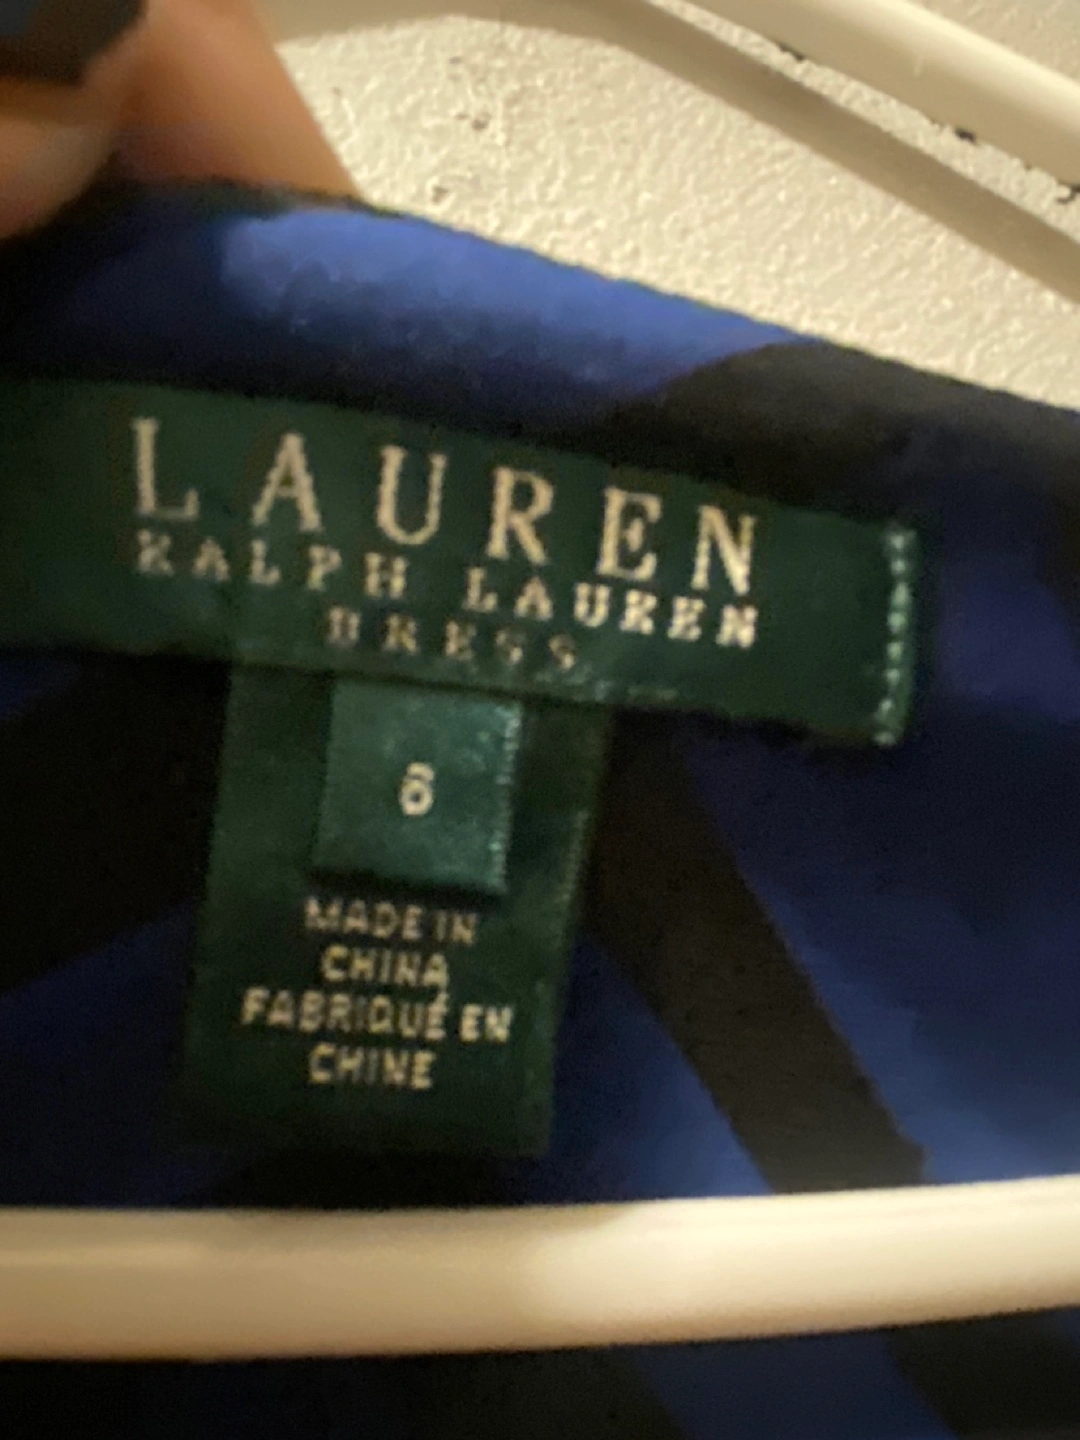 LAUREN
RALPH LAUREN
DRESS
6
MADE IN
CHINA
FABRIQUÉ EN
CHINE